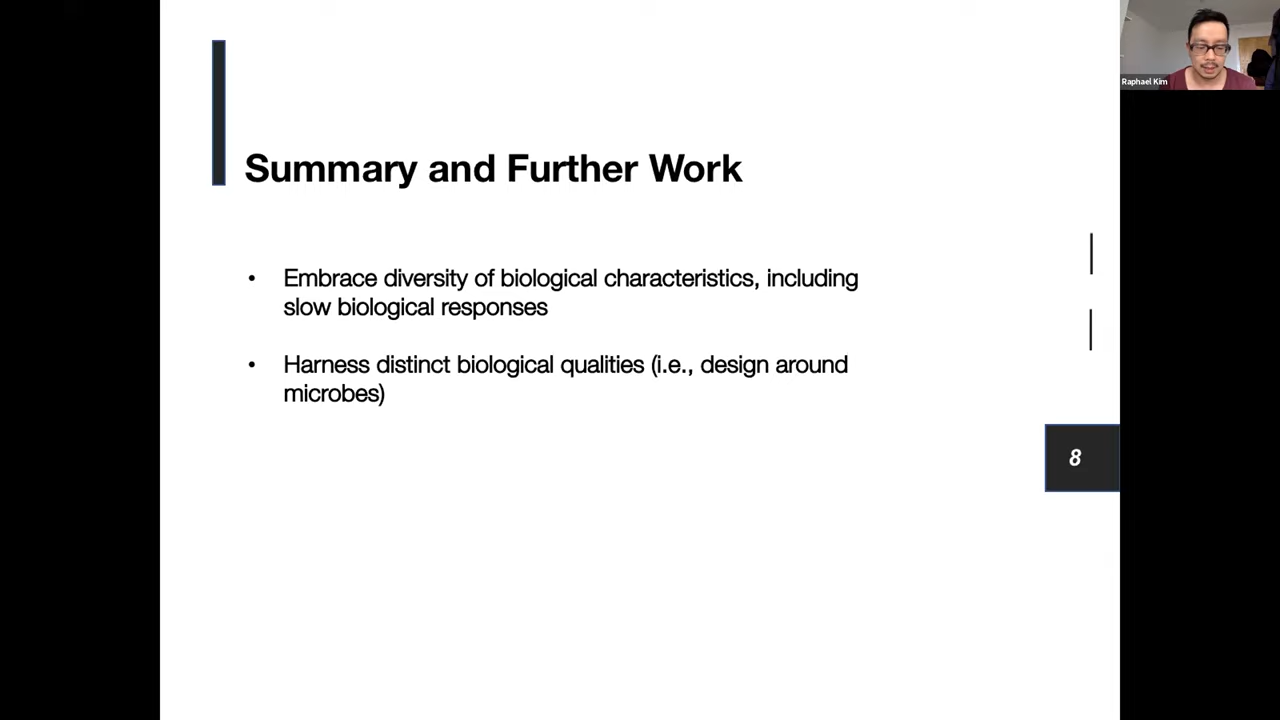 Raphael Kim
Summary and Further Work
• Embrace diversity of biological characteristics, including
slow biological responses
• Harness distinct biological qualities (i.e., design around
microbes)
8